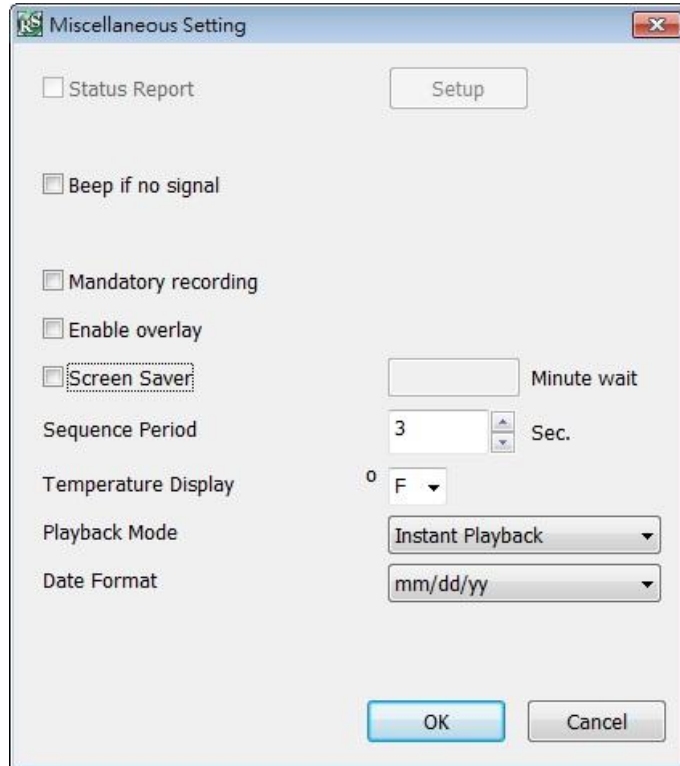 RS Miscellaneous Setting
Status Report Setup
Beep if no signal
Mandatory recording
Enable overlay
Screen Saver Minute wait
Sequence Period 3 Sec.
Temperature Display º F
Playback Mode Instant Playback
Date Format mm/dd/yy
OK Cancel